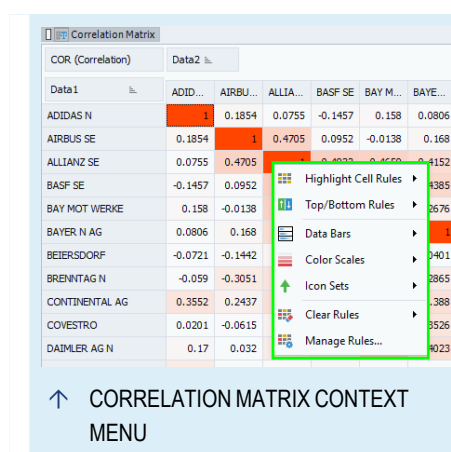 Correlation Matrix
COR (Correlation) Data2
Data1 ADID... AIRBU... ALLIA... BASF SE BAY M... BAYE...
ADIDAS N 1 0.1854 0.0755 -0.1457 0.158 0.0806
AIRBUS SE 0.1854 1 0.4705 0.0952 -0.0138 0.168
ALLIANZ SE 0.0755 0.4705
BASF SE -0.1457 0.0952
Highlight Cell Rules
BAY MOT WERKE 0.158 -0.0138
Top/Bottom Rules
BAYER N AG 0.0806 0.168 1
Data Bars
BEIERSDORF -0.0721 -0.1442
Color Scales
BRENNTAG N -0.059 -0.3051
Icon Sets
CONTINENTAL AG 0.3552 0.2437
Clear Rules
COVESTRO 0.0201 -0.0615
Manage Rules...
DAIMLER AG N 0.17 0.032
↑ CORRELATION MATRIX CONTEXT
MENU